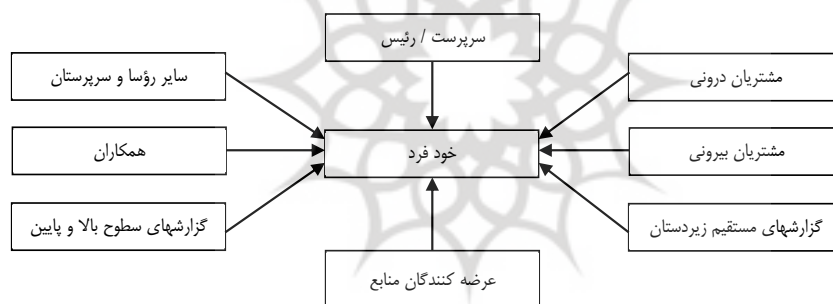 سرپرست / رئیس
مشتریان درونی
سایر رؤسا و سرپرستان
مشتریان بیرونی
خود فرد
همکاران
گزارشهای مستقیم زیردستان
گزارشهای سطوح بالا و پایین
عرضه کنندگان منابع